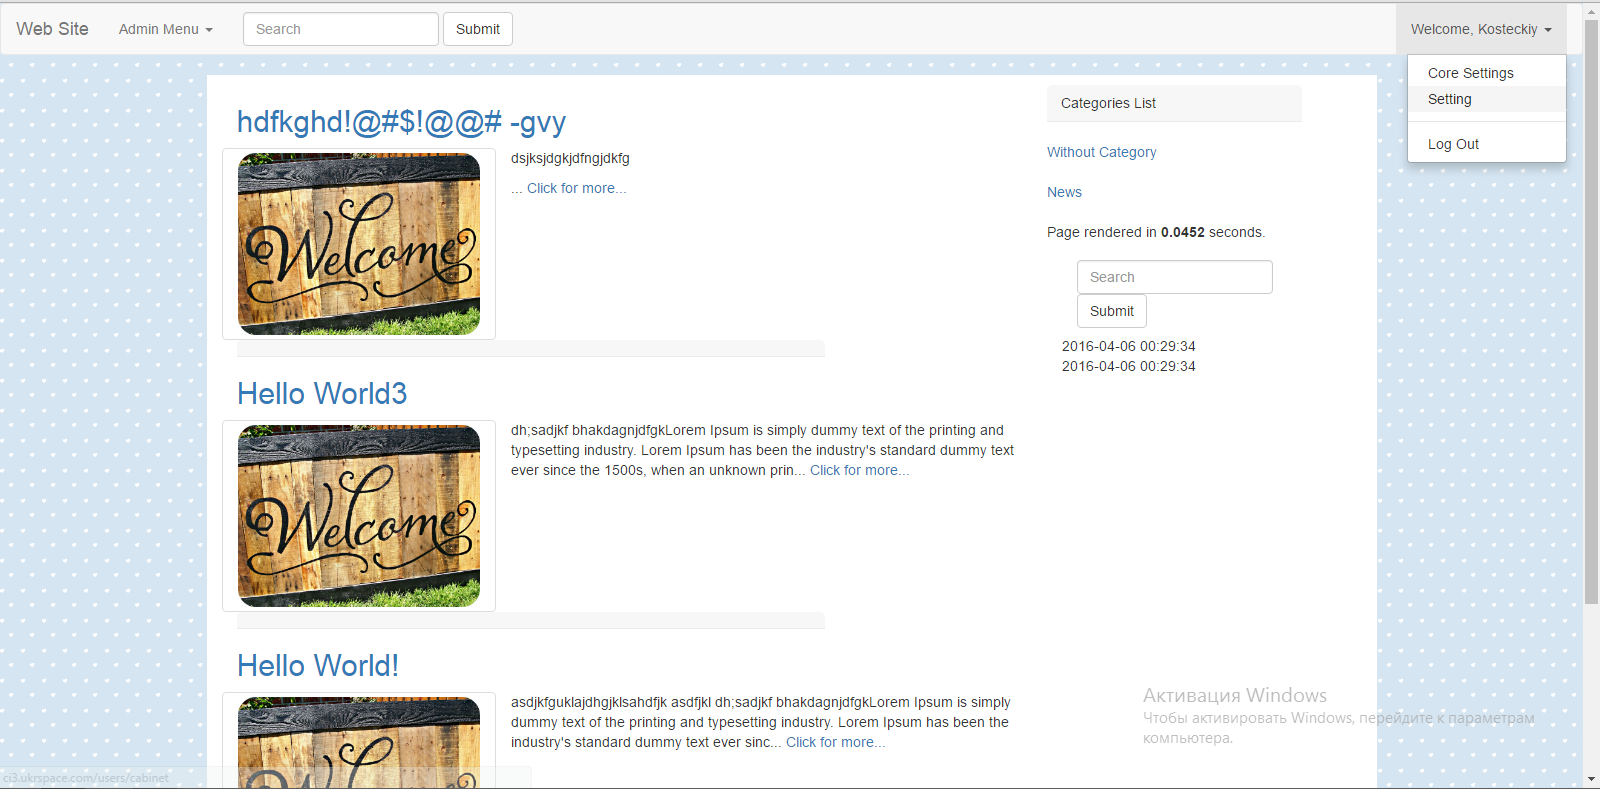 Web Site
Admin Menu
Search
Submit
Welcome, Kosteckiy
Core Settings
Setting
Log Out
hdfkghd!@#$!@@# -gvy
Welcome
dsjksjdgkjdfngjdkfg
... Click for more...
Hello World3
Welcome
dh;sadjkf bhakdagnjdfgkLorem Ipsum is simply dummy text of the printing and
typesetting industry. Lorem Ipsum has been the industry's standard dummy text
ever since the 1500s, when an unknown prin... Click for more...
Hello World!
Welcome
asdjkfguklajdhgjklsahdfjk asdfjkl dh;sadjkf bhakdagnjdfgkLorem Ipsum is simply
dummy text of the printing and typesetting industry. Lorem Ipsum has been the
industry's standard dummy text ever sinc... Click for more...
Categories List
Without Category
News
Page rendered in 0.0452 seconds.
Search
Submit
2016-04-06 00:29:34
2016-04-06 00:29:34
Активация Windows
Чтобы активировать Windows, перейдите к параметрам
компьютера.
ci3.ukrspace.com/users/cabinet